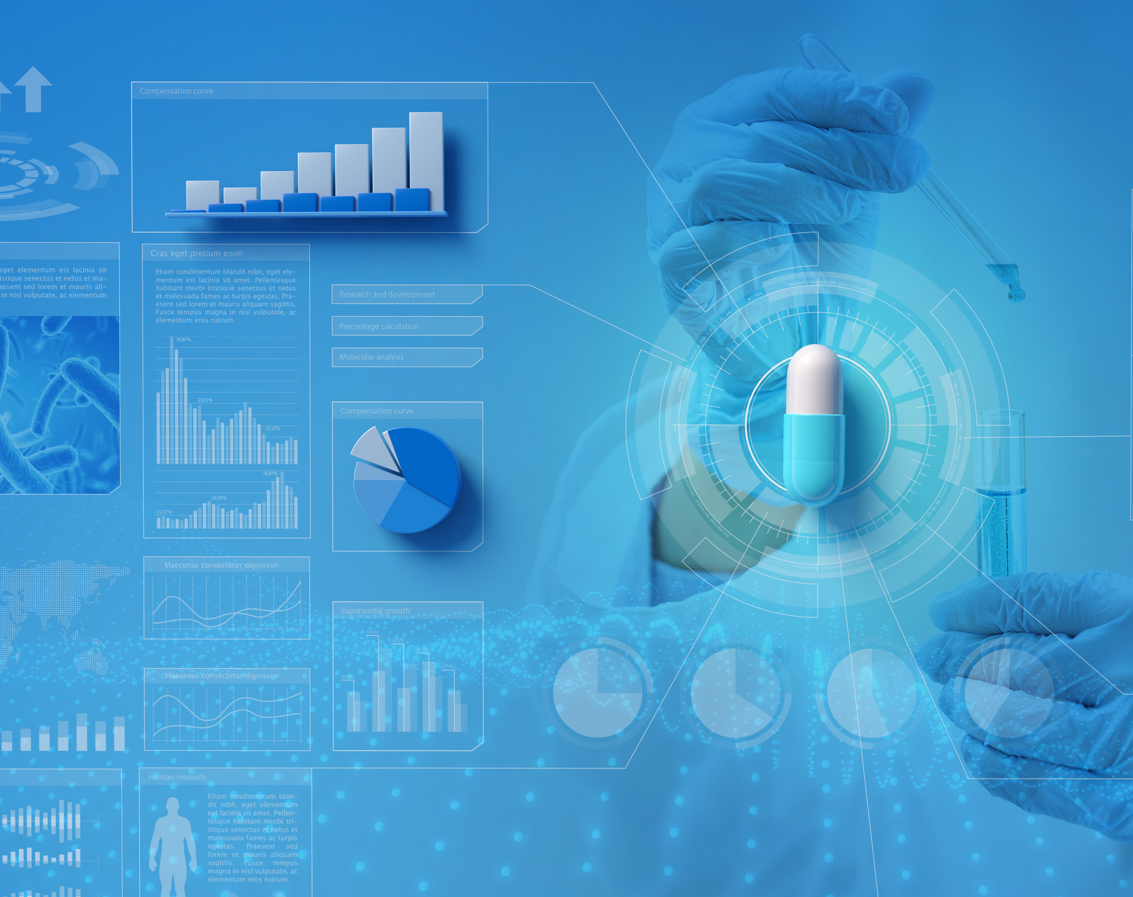 Compensation curve
eget elementum est lacinia sit
tristique senectus et netus et ma-
esent sed lorem et mauris ali-
in nisl vulputate, ac elementum
Cras eget pretium enim
Etiam condimentum blandit nibh, eget ele-
mentum est lacinia sit amet. Pellentesque
habitant morbi tristique senectus et netus
et malesuada fames ac turpis egestas. Pra-
esent sed lorem et mauris aliquam sagittis.
Fusce tempus magna in nisl vulputate, ac
elementum eros rutrum.
Research and development
Percentage calculation
Molecular analysis
Compensation curve
Maecenas consectetur dignissim
Exponential growth
Maecenas consectetur dignissim
Human research
Etiam condimentum blan-
dit nibh, eget elementum
est lacinia sit amet. Pellen-
tesque habitant morbi tri-
stique senectus et netus et
malesuada fames ac turpis
egestas. Praesent sed
lorem et mauris aliquam
sagittis. Fusce tempus
magna in nisl vulputate, ac
elementum eros rutrum.